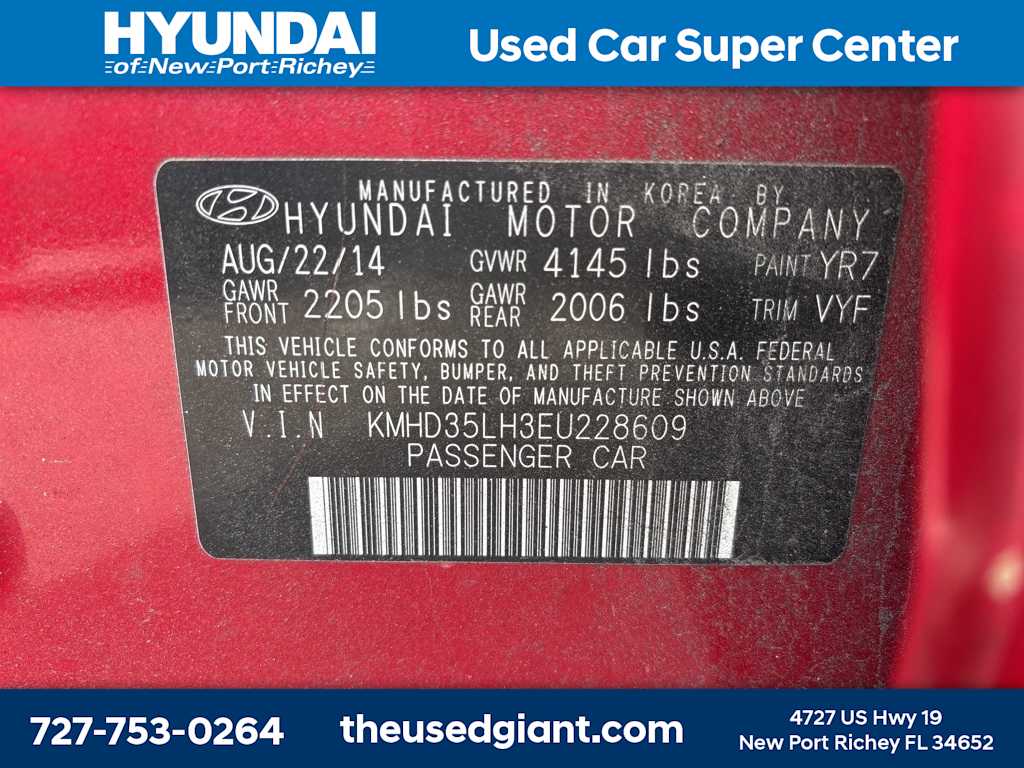 HYUNDAI
of New Port Richey
Used Car Super Center
MANUFACTURED IN KOREA BY
HYUNDAI MOTOR COMPANY
AUG/22/14 GVWR 4145 lbs PAINT YR7
GAWR FRONT 2205 lbs GAWR REAR 2006 lbs TRIM VYF
THIS VEHICLE CONFORMS TO ALL APPLICABLE U.S.A. FEDERAL
MOTOR VEHICLE SAFETY, BUMPER, AND THEFT PREVENTION STANDARDS
IN EFFECT ON THE DATE OF MANUFACTURE SHOWN ABOVE
V.I.N KMHD35LH3EU228609
PASSENGER CAR
727-753-0264
theusedgiant.com
4727 US Hwy 19
New Port Richey FL 34652